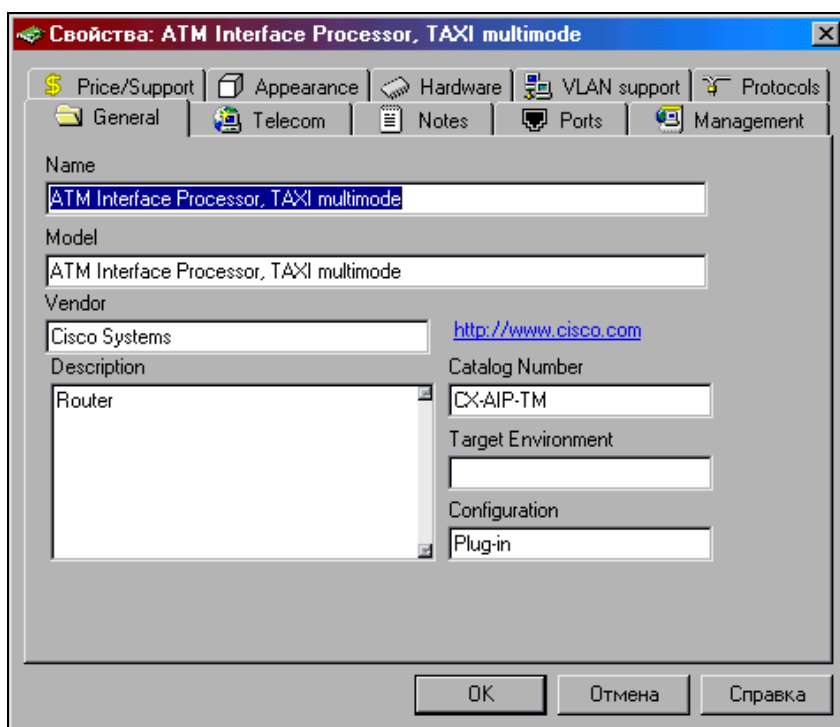 Свойства: ATM Interface Processor, TAXI multimode
Price/Support Appearance Hardware VLAN support Protocols
General Telecom Notes Ports Management
Name
ATM Interface Processor, TAXI multimode
Model
ATM Interface Processor, TAXI multimode
Vendor
Cisco Systems http://www.cisco.com
Description Catalog Number
Router CX-AIP-TM
Target Environment
Configuration
Plug-in
OK Отмена Справка